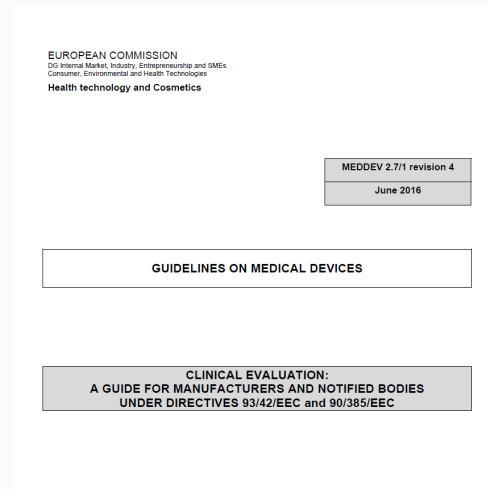 EUROPEAN COMMISSION
DG Internal Market, Industry, Entrepreneurship and SMEs
Consumer, Environmental and Health Technologies
Health technology and Cosmetics
MEDDEV 2.7/1 revision 4
June 2016
GUIDELINES ON MEDICAL DEVICES
CLINICAL EVALUATION:
A GUIDE FOR MANUFACTURERS AND NOTIFIED BODIES
UNDER DIRECTIVES 93/42/EEC and 90/385/EEC